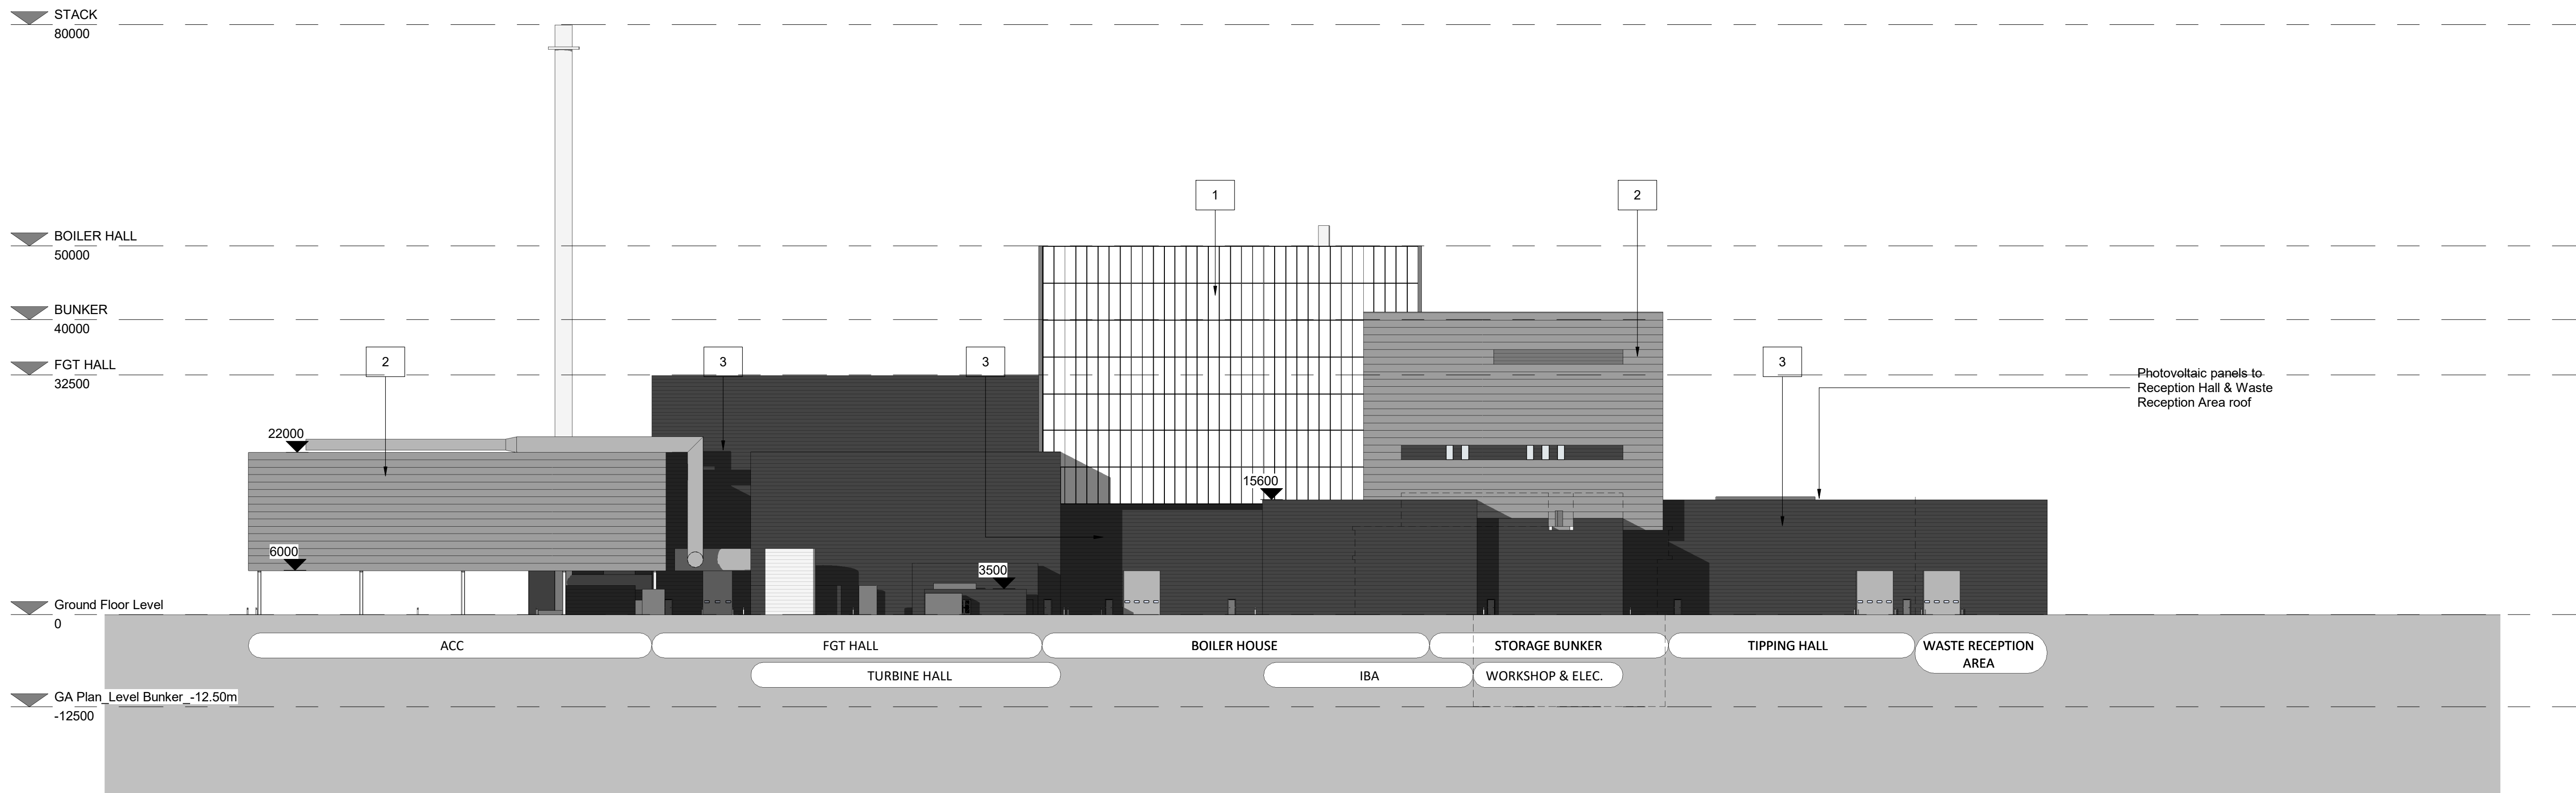 STACK
80000
1
2
BOILER HALL
50000
BUNKER
40000
FGT HALL
32500
2
3
3
3
Photovoltaic panels to
Reception Hall & Waste
Reception Area roof
22000
15600
6000
3500
Ground Floor Level
0
ACC
FGT HALL
BOILER HOUSE
STORAGE BUNKER
TIPPING HALL
WASTE RECEPTION
AREA
TURBINE HALL
IBA
WORKSHOP & ELEC.
GA Plan_Level Bunker_-12.50m
-12500